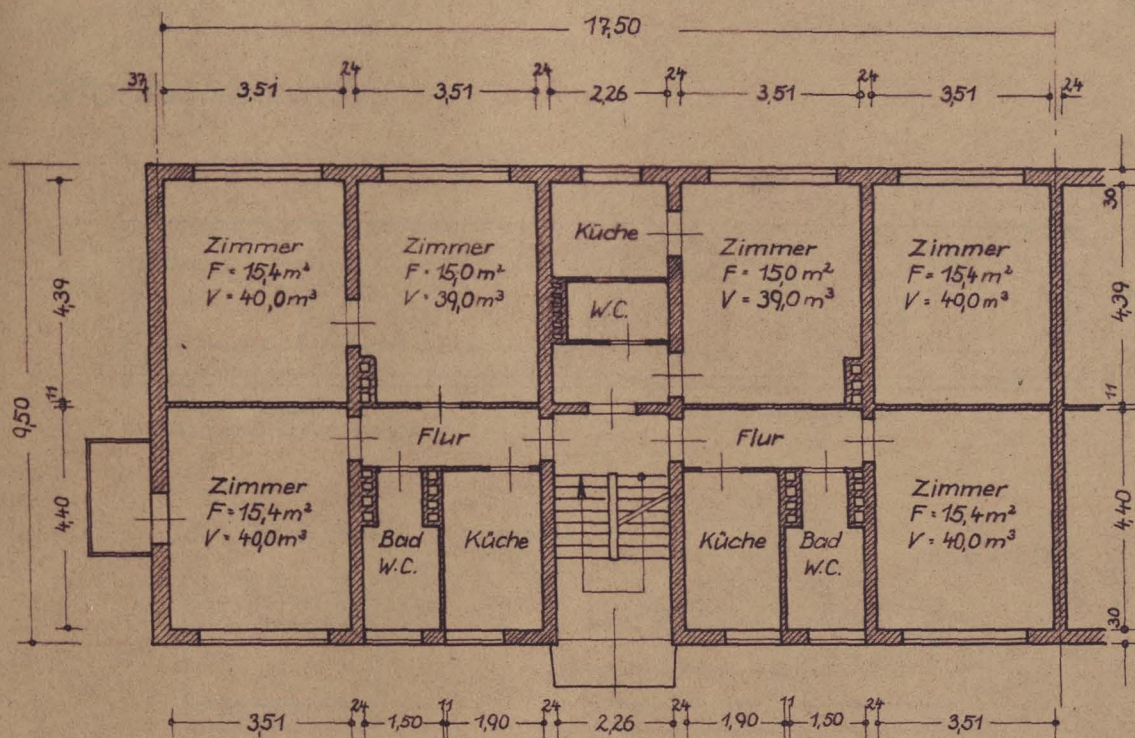 17,50
37 3,51 24 3,51 24 2,26 24 3,51 24 3,51 24
Zimmer
F = 15,4 m²
V = 40,0 m³
Zimmer
F = 15,0 m²
V = 39,0 m³
Küche
W.C.
Zimmer
F = 15,0 m²
V = 39,0 m³
Zimmer
F = 15,4 m²
V = 40,0 m³
9,50
4,39
11
4,40
30
4,39
11
4,40
30
Flur
Flur
Zimmer
F = 15,4 m²
V = 40,0 m³
Bad
W.C.
Küche
Küche
Bad
W.C.
Zimmer
F = 15,4 m²
V = 40,0 m³
3,51 24 1,50 11 1,90 24 2,26 24 1,90 11 1,50 24 3,51